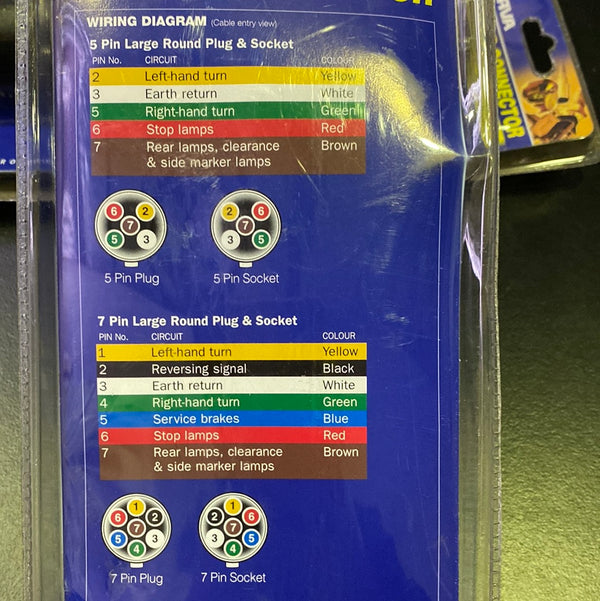 WIRING DIAGRAM (Cable entry view)
5 Pin Large Round Plug & Socket
PIN No. CIRCUIT COLOUR
2 Left-hand turn Yellow
3 Earth return White
5 Right-hand turn Green
6 Stop lamps Red
7 Rear lamps, clearance Brown
& side marker lamps
6 2
7
5 3
2 6
7
3 5
5 Pin Plug 5 Pin Socket
7 Pin Large Round Plug & Socket
PIN No. CIRCUIT COLOUR
1 Left-hand turn Yellow
2 Reversing signal Black
3 Earth return White
4 Right-hand turn Green
5 Service brakes Blue
6 Stop lamps Red
7 Rear lamps, clearance Brown
& side marker lamps
1
6 2
7
5 3
4
1
2 6
7
3 5
4
7 Pin Plug 7 Pin Socket
CONNECTOR